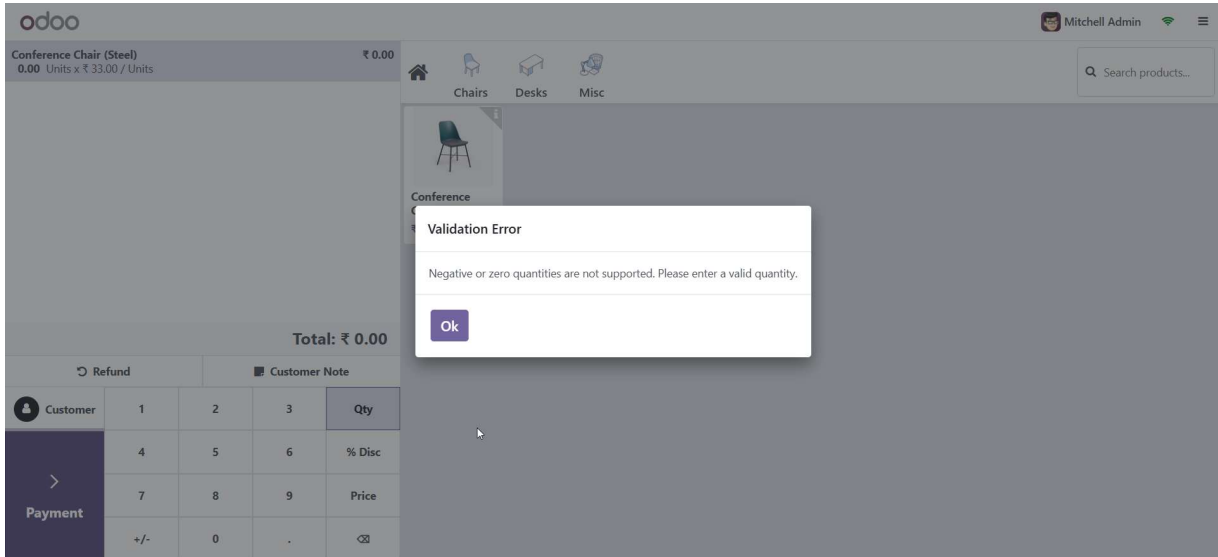 odoo
Mitchell Admin
Conference Chair (Steel) ₹ 0.00
0.00 Units x ₹ 33.00 / Units
Chairs Desks Misc
Search products...
Conference
Validation Error
Negative or zero quantities are not supported. Please enter a valid quantity.
Ok
Total: ₹ 0.00
Refund Customer Note
Customer 1 2 3 Qty
4 5 6 % Disc
7 8 9 Price
Payment
+/- 0 .